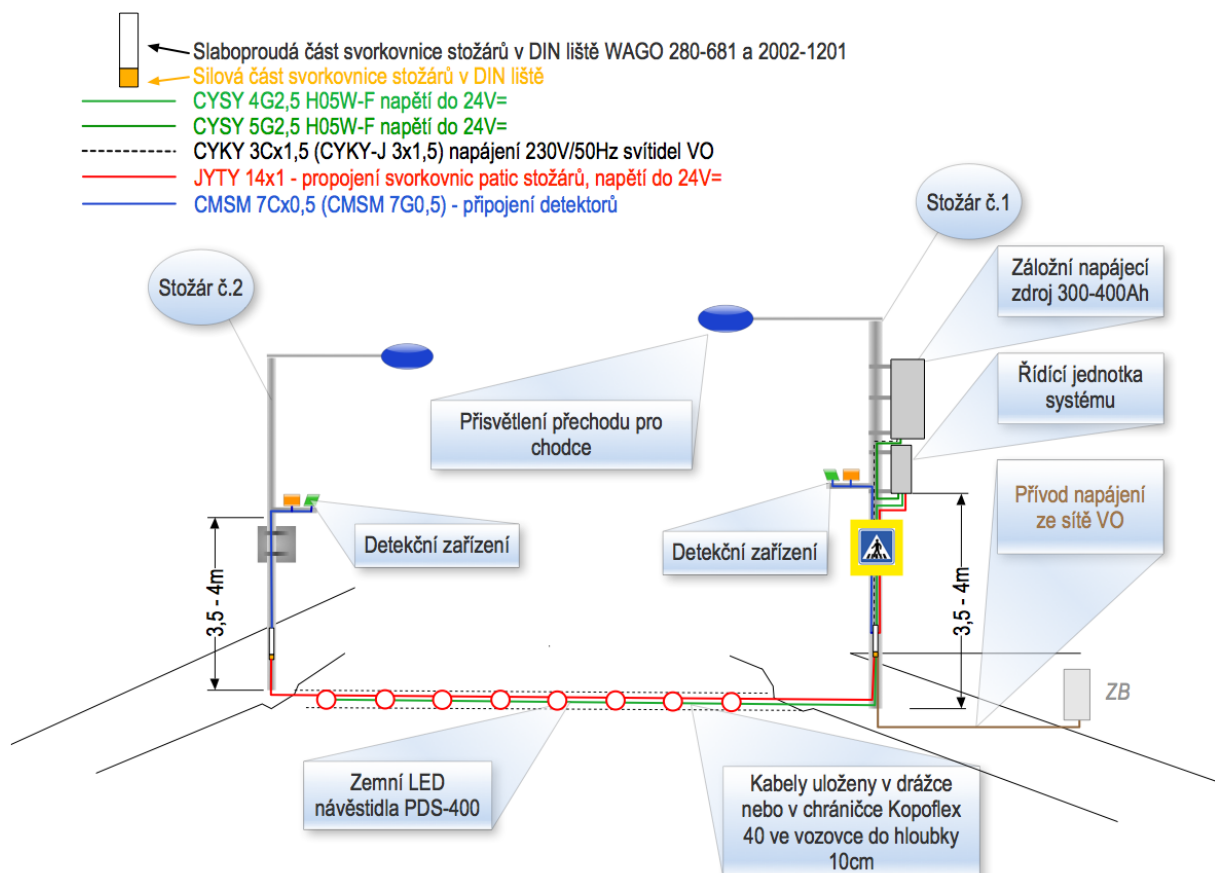 Slaboproudá část svorkovnice stožárů v DIN liště WAGO 280-681 a 2002-1201
Silová část svorkovnice stožárů v DIN liště
CYSY 4G2,5 H05W-F napětí do 24V=
CYSY 5G2,5 H05W-F napětí do 24V=
CYKY 3Cx1,5 (CYKY-J 3x1,5) napájení 230V/50Hz svítidel VO
JYTY 14x1 - propojení svorkovnic patic stožárů, napětí do 24V=
CMSM 7Cx0,5 (CMSM 7G0,5) - připojení detektorů
Stožár č.1
Stožár č.2
Záložní napájecí
zdroj 300-400Ah
Řídící jednotka
systému
Přisvětlení přechodu pro
chodce
Přívod napájení
ze sítě VO
Detekční zařízení
Detekční zařízení
3,5 - 4m
3,5 - 4m
ZB
Zemní LED
návěstidla PDS-400
Kabely uloženy v drážce
nebo v chráničce Kopoflex
40 ve vozovce do hloubky
10cm